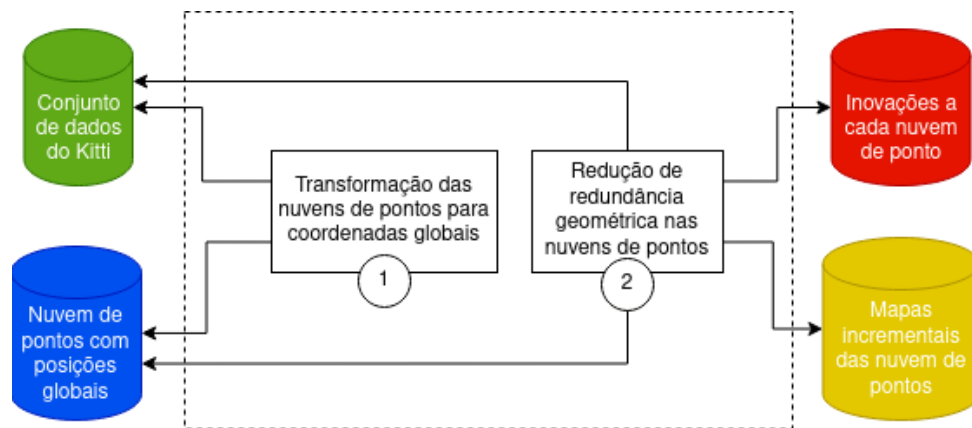 Conjunto
de dados
do Kitti
Transformação das
nuvens de pontos para
coordenadas globais
1
Redução de
redundância
geométrica nas
nuvens de pontos
2
Inovações a
cada nuvem
de ponto
Nuvem de
pontos com
posições
globais
Mapas
incrementais
das nuvem de
pontos